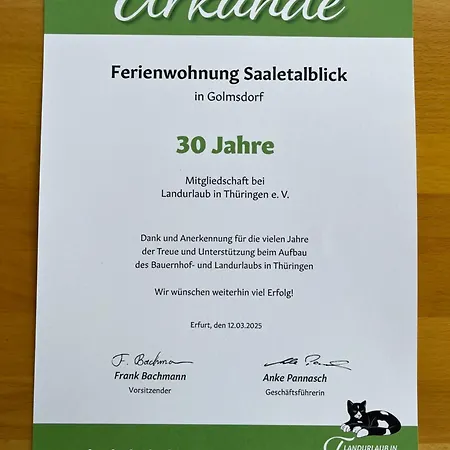 Urkunde
Ferienwohnung Saaletalblick
in Golmsdorf
30 Jahre
Mitgliedschaft bei
Landurlaub in Thüringen e. V.
Dank und Anerkennung für die vielen Jahre
der Treue und Unterstützung beim Aufbau
des Bauernhof- und Landurlaubs in Thüringen
Wir wünschen weiterhin viel Erfolg!
Erfurt, den 12.03.2025
F. Bachmann
Frank Bachmann
Vorsitzender
Anke Pannasch
Geschäftsführerin
LANDURLAUB IN